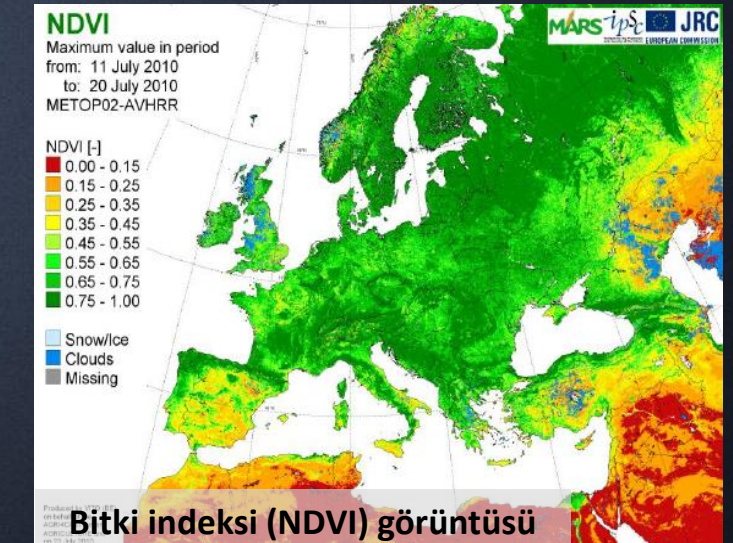 NDVI
Maximum value in period
from: 11 July 2010
to: 20 July 2010
METOP02-AVHRR
NDVI [-]
0.00 - 0.15
0.15 - 0.25
0.25 - 0.35
0.35 - 0.45
0.45 - 0.55
0.55 - 0.65
0.65 - 0.75
0.75 - 1.00
Snow/Ice
Clouds
Missing
MARS ipSc JRC
EUROPEAN COMMISSION
Bitki indeksi (NDVI) görüntüsü